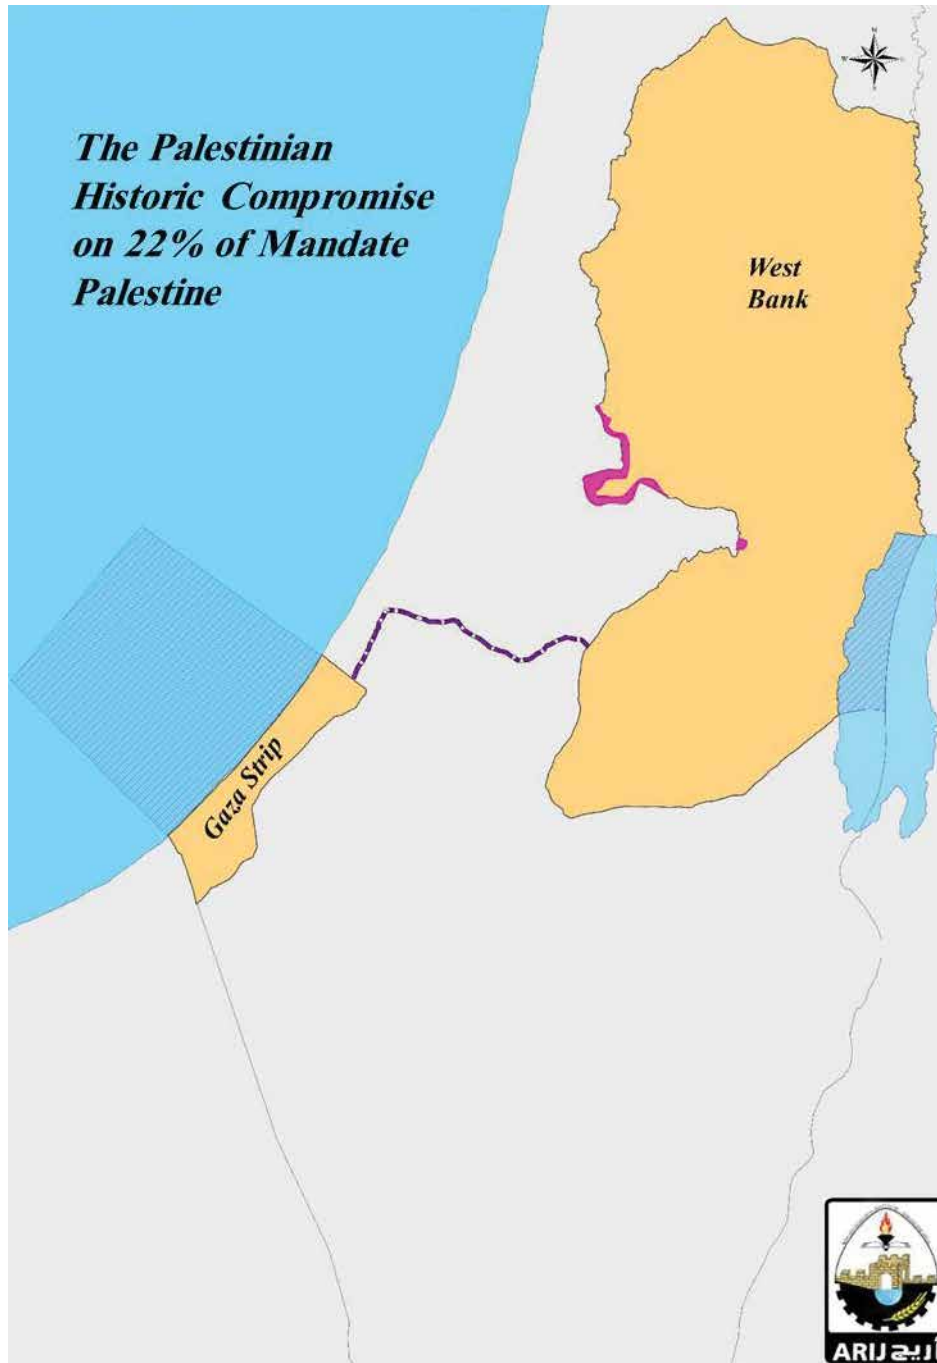 The Palestinian
Historic Compromise
on 22% of Mandate
Palestine
West
Bank
Gaza Strip
N
W
S
ARIJ أريج